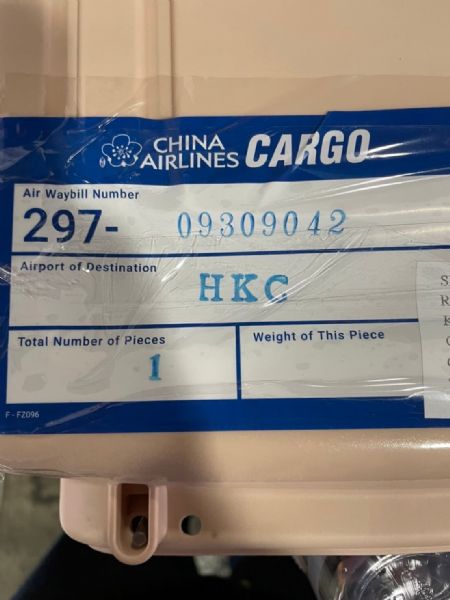 CHINA AIRLINES CARGO
Air Waybill Number
297- 09309042
Airport of Destination
HKC
Total Number of Pieces
1
Weight of This Piece
F - FZ096
S
R
K